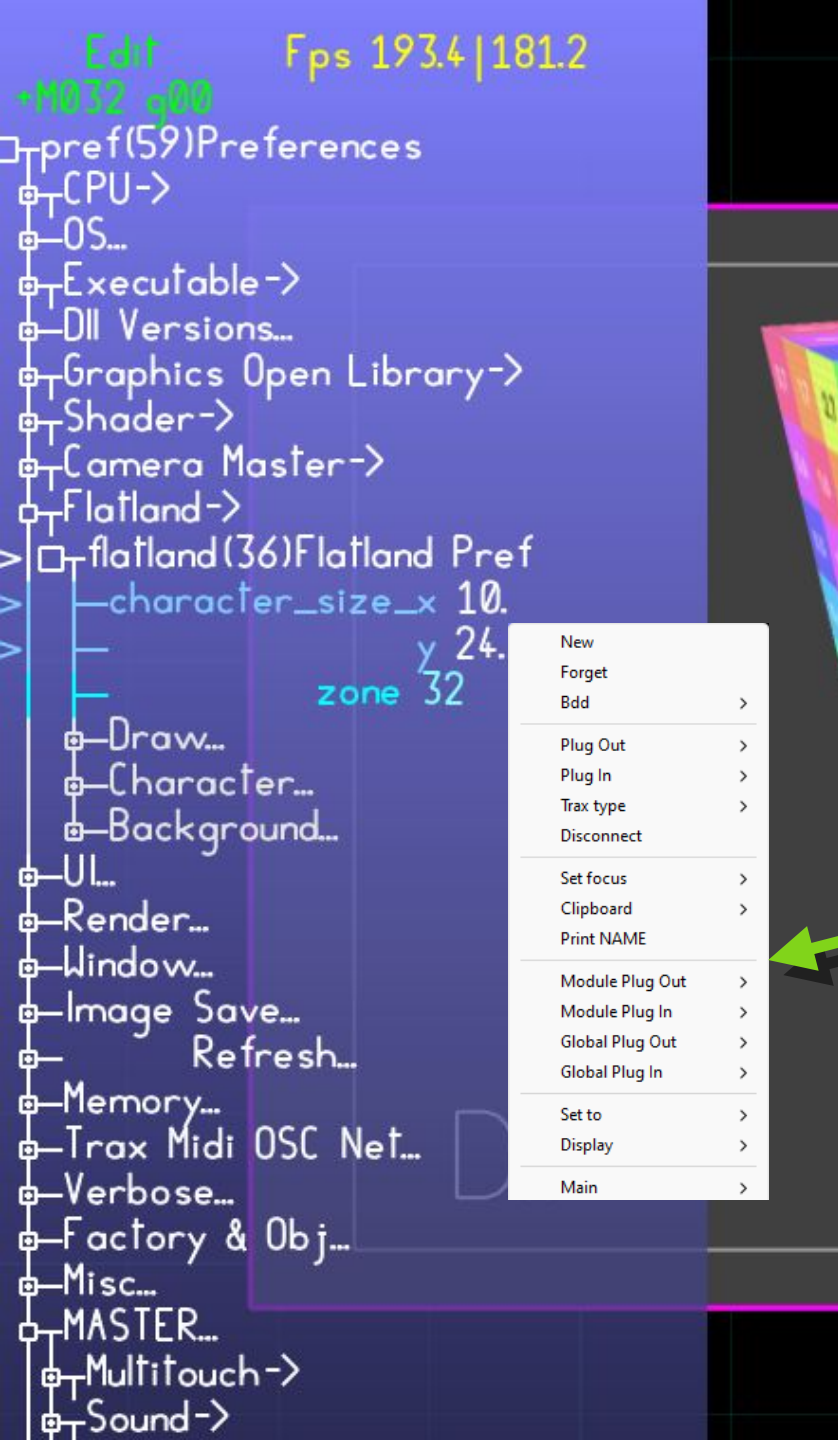 Edit Fps 193.4|181.2
+M032 g00
pref(59)Preferences
CPU->
OS...
Executable->
Dll Versions...
Graphics Open Library->
Shader->
Camera Master->
Flatland->
> flatland(36)Flatland Pref
> character_size_x 10.
> y 24.
zone 32
Draw...
Character...
Background...
UI...
Render...
Window...
Image Save...
Refresh...
Memory...
Trax Midi OSC Net...
Verbose...
Factory & Obj...
Misc...
MASTER...
Multitouch->
Sound->
New
Forget
Bdd >
Plug Out >
Plug In >
Trax type >
Disconnect
Set focus >
Clipboard >
Print NAME
Module Plug Out >
Module Plug In >
Global Plug Out >
Global Plug In >
Set to >
Display >
Main >
D
27